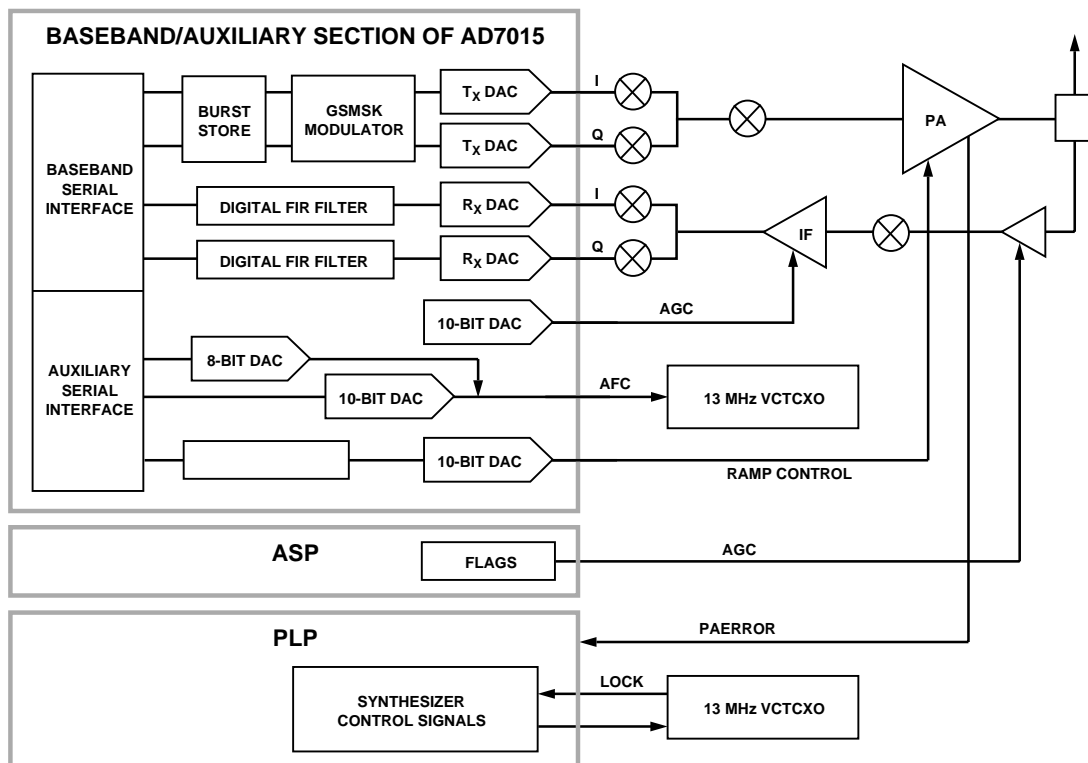 BASEBAND/AUXILIARY SECTION OF AD7015
BASEBAND
SERIAL
INTERFACE
BURST
STORE
GSMSK
MODULATOR
TX DAC
I
TX DAC
Q
PA
DIGITAL FIR FILTER
RX DAC
I
DIGITAL FIR FILTER
RX DAC
Q
IF
10-BIT DAC
AGC
AUXILIARY
SERIAL
INTERFACE
8-BIT DAC
10-BIT DAC
AFC
13 MHz VCTCXO
10-BIT DAC
RAMP CONTROL
ASP
FLAGS
AGC
PLP
PAERROR
SYNTHESIZER
CONTROL SIGNALS
LOCK
13 MHz VCTCXO